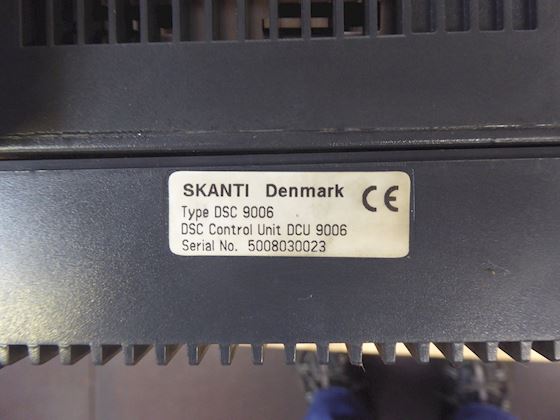 SKANTI Denmark CE
Type DSC 9006
DSC Control Unit DCU 9006
Serial No. 5008030023